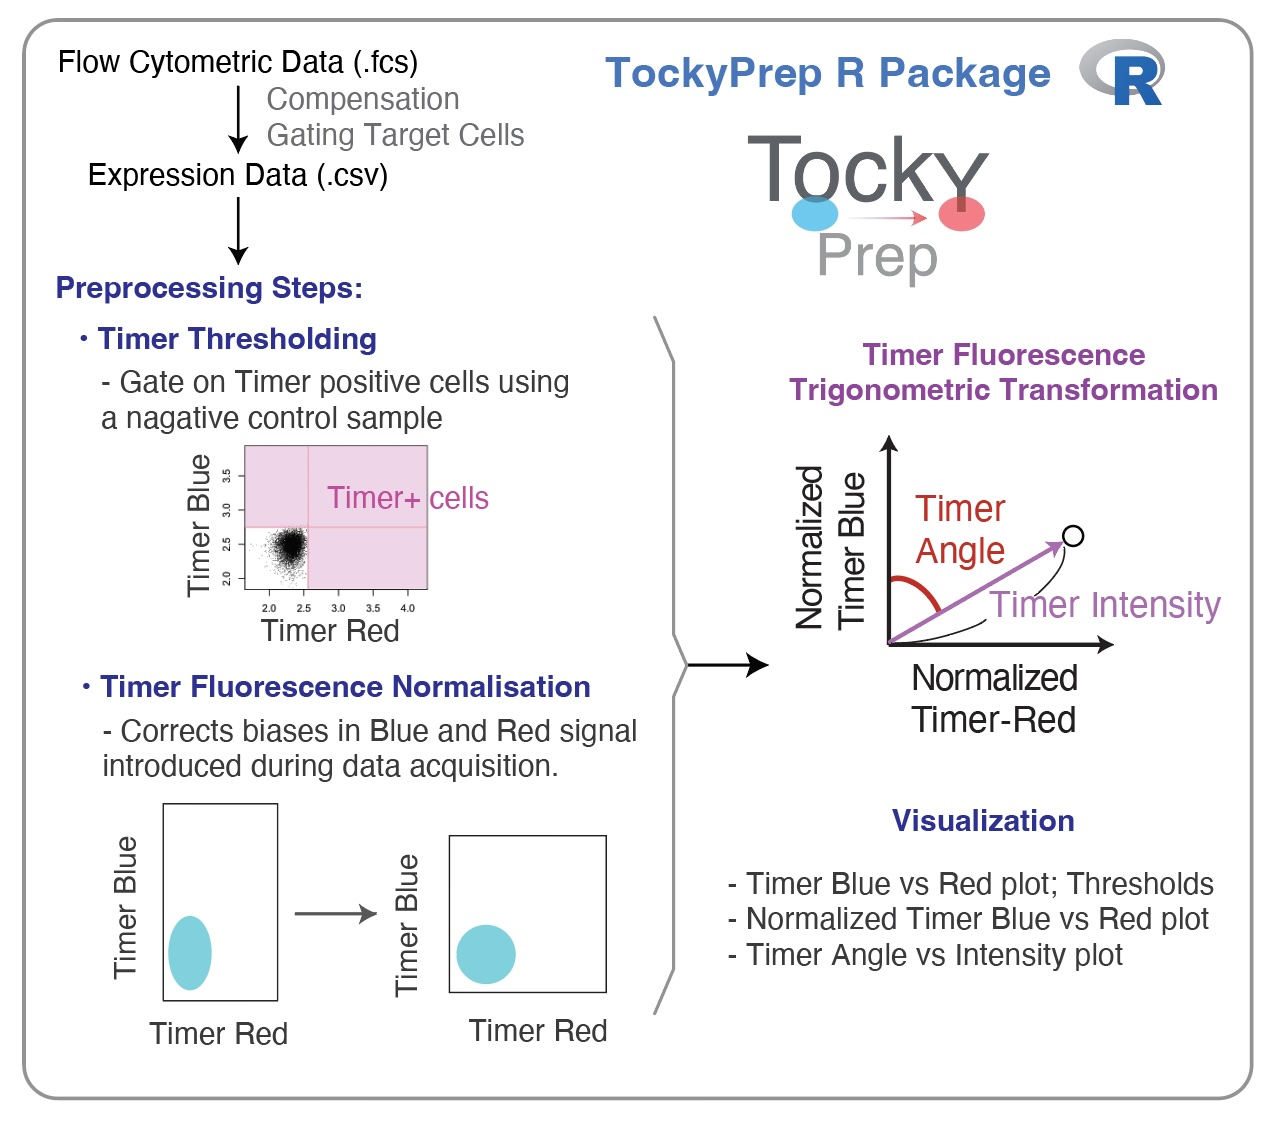 Flow Cytometric Data (.fcs)
Compensation
Gating Target Cells
Expression Data (.csv)
TockyPrep R Package
R
Tocky
Prep
Preprocessing Steps:
· Timer Thresholding
- Gate on Timer positive cells using
a nagative control sample
Timer Blue
3.5
3.0
2.5
2.0
Timer+ cells
2.0 2.5 3.0 3.5 4.0
Timer Red
· Timer Fluorescence Normalisation
- Corrects biases in Blue and Red signal
introduced during data acquisition.
Timer Blue
Timer Red
Timer Blue
Timer Red
Timer Fluorescence
Trigonometric Transformation
Normalized
Timer Blue
Timer
Angle
Timer Intensity
Normalized
Timer-Red
Visualization
- Timer Blue vs Red plot; Thresholds
- Normalized Timer Blue vs Red plot
- Timer Angle vs Intensity plot